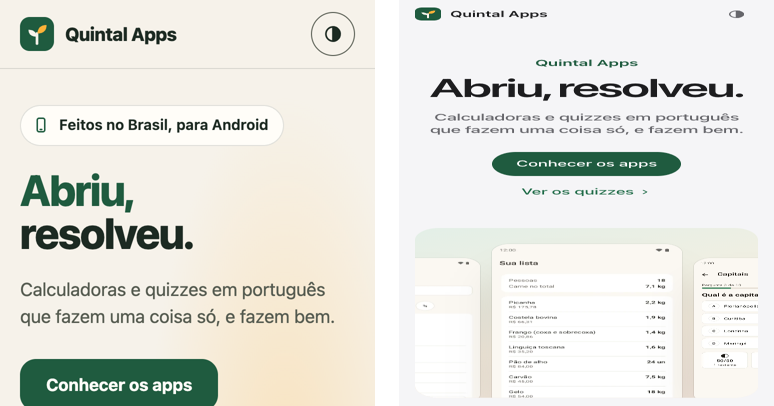 Quintal Apps
Feitos no Brasil, para Android
Abriu,
resolveu.
Calculadoras e quizzes em português
que fazem uma coisa só, e fazem bem.
Conhecer os apps
Quintal Apps
Quintal Apps
Abriu, resolveu.
Calculadoras e quizzes em português
que fazem uma coisa só, e fazem bem.
Conhecer os apps
Ver os quizzes >
Sua lista
Pessoas 18
Carne no total 7,1 kg
Picanha 2,2 kg
Costela bovina 1,9 kg
Frango (coxa e sobrecoxa) 1,4 kg
Linguiça toscana 1,6 kg
Pão de alho 24 un
Carvão 7,5 kg
Gelo 18 kg
← Capitais
Qual é a capita
A
B Curitiba
C Londrina
D Maringá
50/50